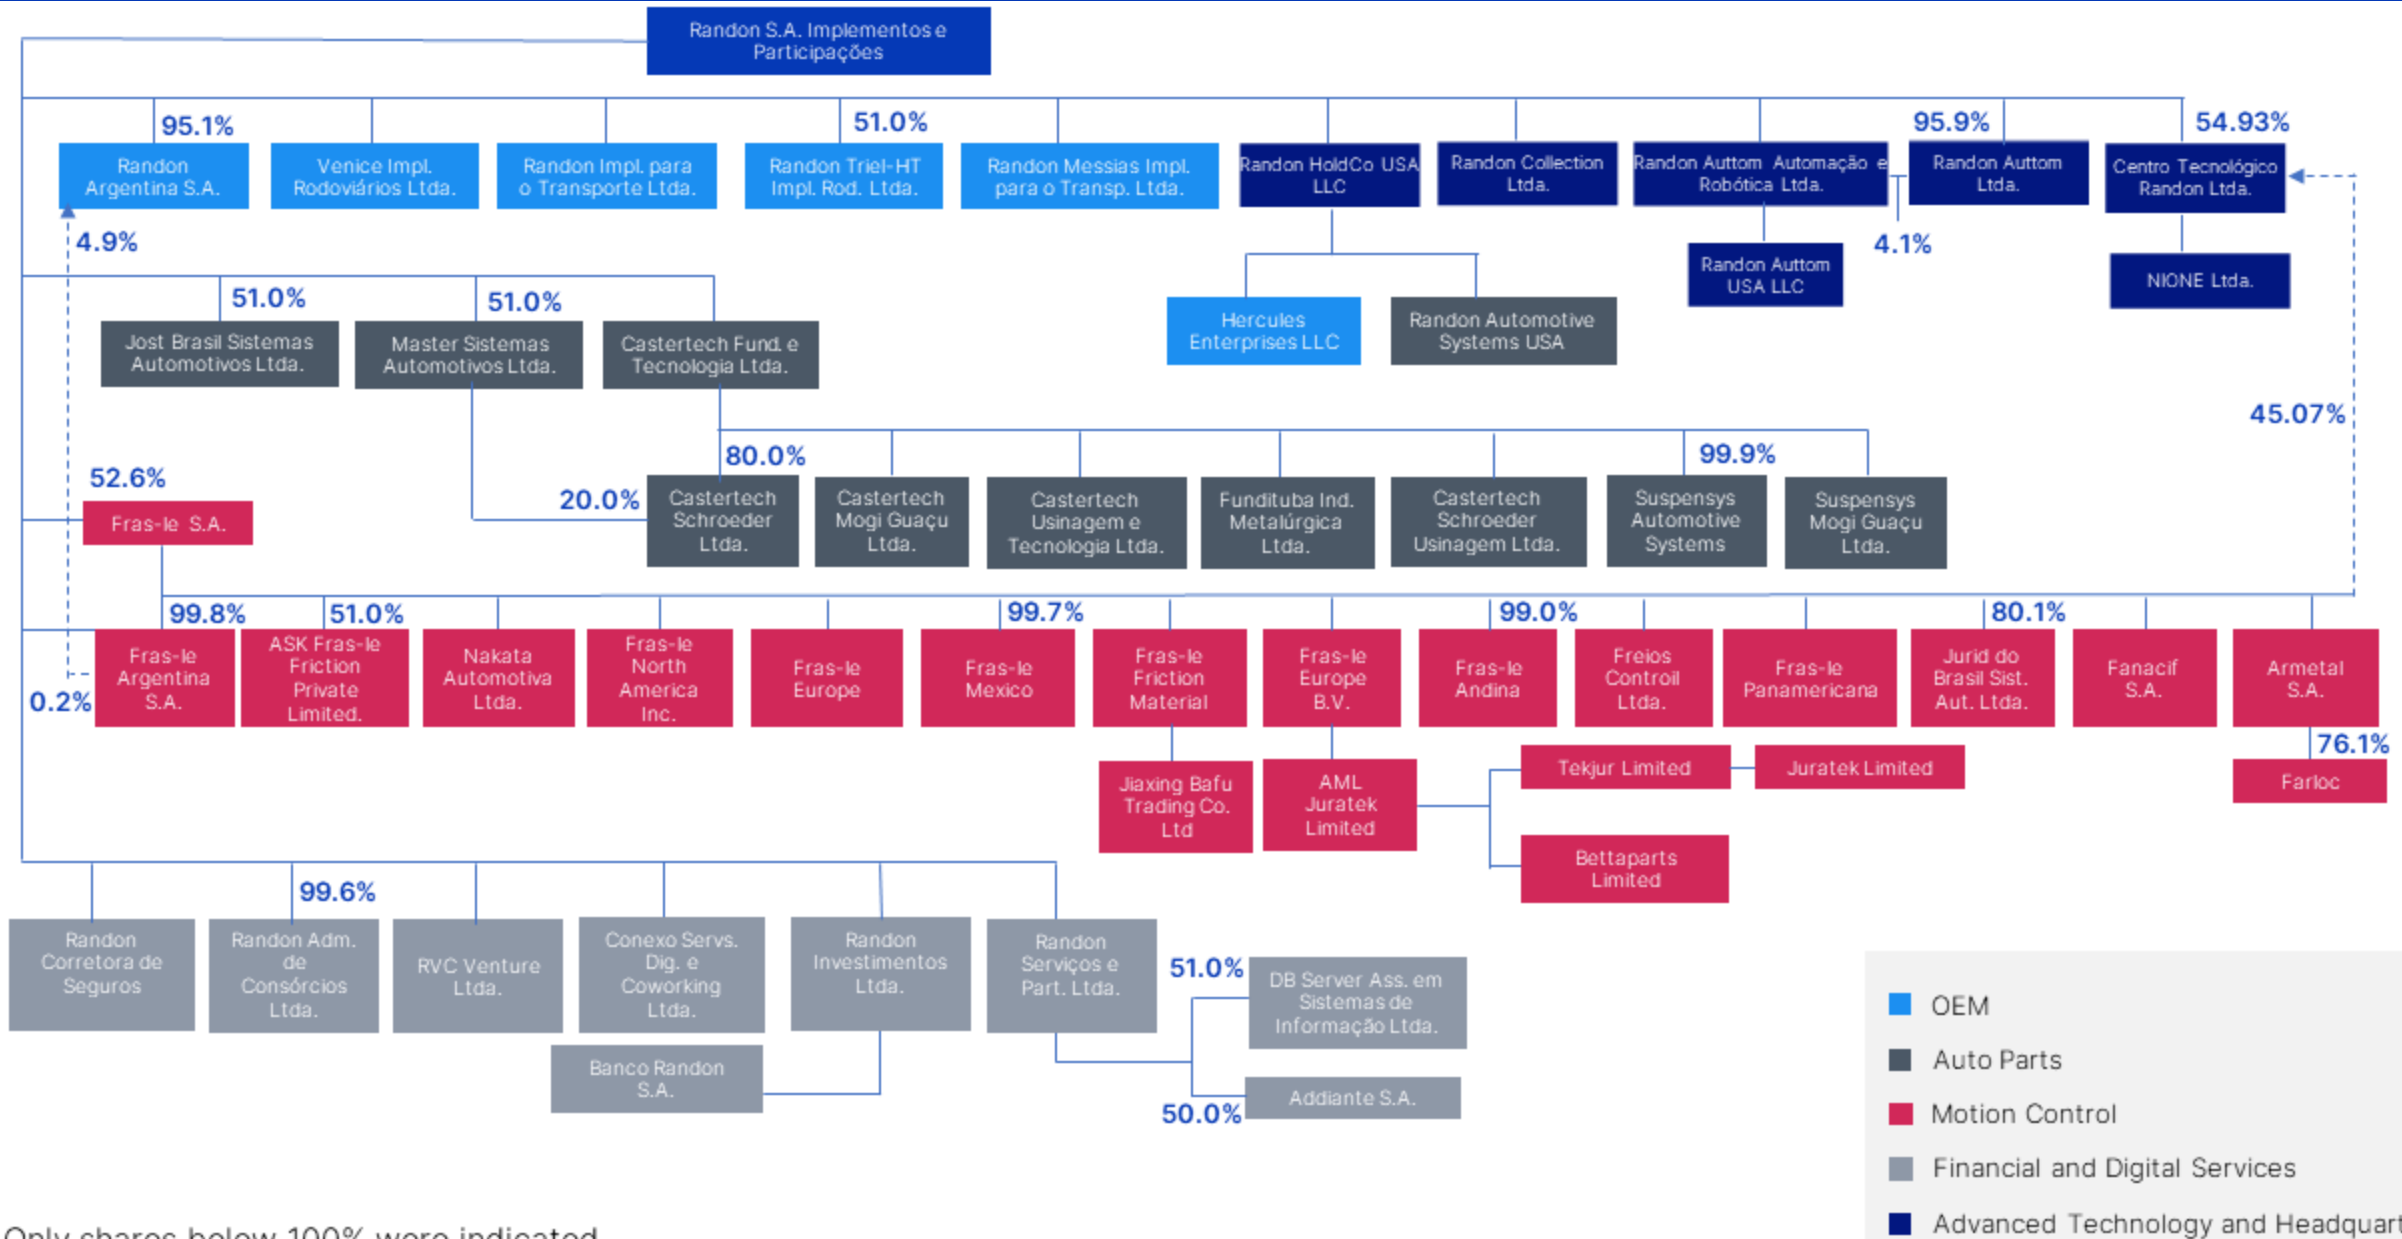 Randon S.A. Implementos e
Participações
95.1%
51.0%
95.9%
54.93%
Randon
Argentina S.A.
Venice Impl.
Rodoviários Ltda.
Randon Impl. para
o Transporte Ltda.
Randon Triel-HT
Impl. Rod. Ltda.
Randon Messias Impl.
para o Transp. Ltda.
Randon HoldCo USA
LLC
Randon Collection
Ltda.
Randon Auttom Automação e
Robótica Ltda.
Randon Auttom
Ltda.
Centro Tecnológico
Randon Ltda.
4.9%
4.1%
Randon Auttom
USA LLC
NIONE Ltda.
51.0%
51.0%
Jost Brasil Sistemas
Automotivos Ltda.
Master Sistemas
Automotivos Ltda.
Castertech Fund. e
Tecnologia Ltda.
Hercules
Enterprises LLC
Randon Automotive
Systems USA
45.07%
80.0%
99.9%
52.6%
20.0%
Fras-le S.A.
Castertech
Schroeder
Ltda.
Castertech
Mogi Guaçu
Ltda.
Castertech
Usinagem e
Tecnologia Ltda.
Fundituba Ind.
Metalúrgica
Ltda.
Castertech
Schroeder
Usinagem Ltda.
Suspensys
Automotive
Systems
Suspensys
Mogi Guaçu
Ltda.
99.8%
51.0%
99.7%
99.0%
80.1%
0.2%
Fras-le
Argentina
S.A.
ASK Fras-le
Friction
Private
Limited.
Nakata
Automotiva
Ltda.
Fras-le
North
America
Inc.
Fras-le
Europe
Fras-le
Mexico
Fras-le
Friction
Material
Fras-le
Europe
B.V.
Fras-le
Andina
Freios
Controil
Ltda.
Fras-le
Panamericana
Jurid do
Brasil Sist.
Aut. Ltda.
Fanacif
S.A.
Armetal
S.A.
76.1%
Jiaxing Bafu
Trading Co.
Ltd
AML
Juratek
Limited
Tekjur Limited
Juratek Limited
Farloc
Bettaparts
Limited
99.6%
Randon
Corretora de
Seguros
Randon Adm.
de
Consórcios
Ltda.
RVC Venture
Ltda.
Conexo Servs.
Dig. e
Coworking
Ltda.
Randon
Investimentos
Ltda.
Randon
Serviços e
Part. Ltda.
51.0%
DB Server Ass. em
Sistemas de
Informação Ltda.
Banco Randon
S.A.
50.0%
Addiante S.A.
OEM
Auto Parts
Motion Control
Financial and Digital Services
Advanced Technology and Headquart
Only shares below 100% were indicated